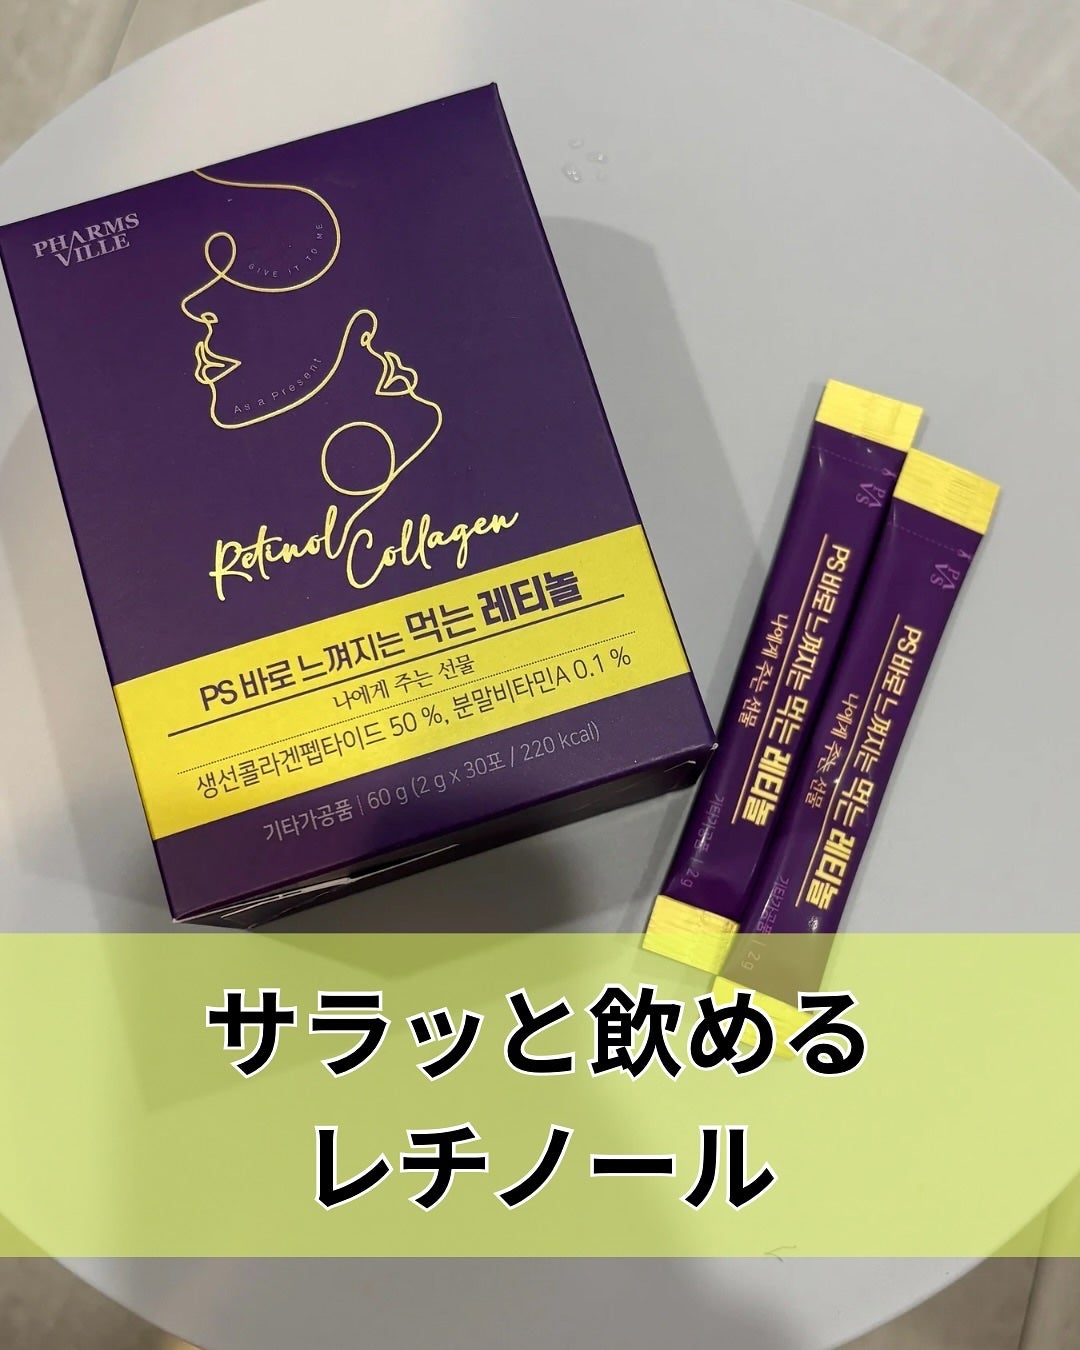 PHARMS
VILLE
GIVE IT TO ME
As a Present
Retinol Collagen
PS 바로 느껴지는 먹는 레티놀
나에게 주는 선물
생선콜라겐펩타이드 50 %, 분말비타민A 0.1 %
기타가공품 | 60 g (2 g x 30포 / 220 kcal)
PS 바로 느껴지는 먹는 레티놀
나에게 주는 선물
기타가공품 | 2 g
PS 바로 느껴지는 먹는 레티놀
나에게 주는 선물
기타가공품 | 2 g
サラッと飲める
レチノール